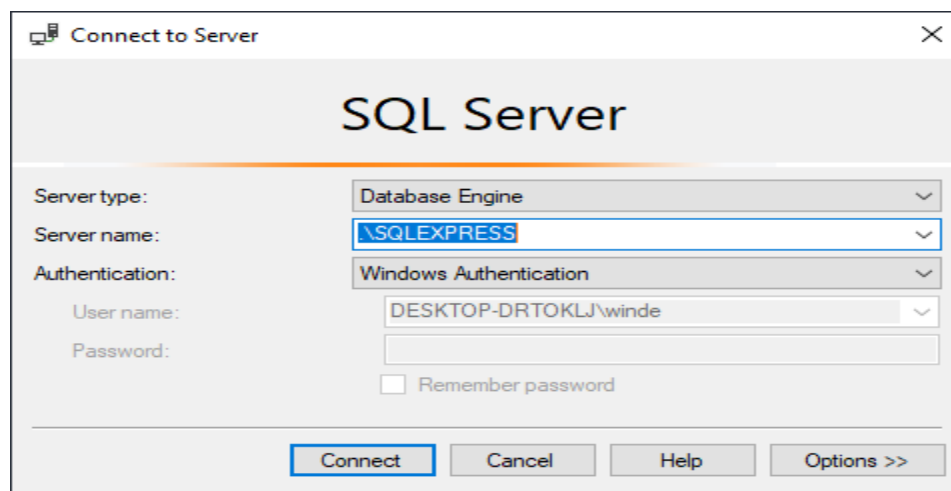 Connect to Server
SQL Server
Server type: Database Engine
Server name: .\SQLEXPRESS
Authentication: Windows Authentication
User name: DESKTOP-DRTOKLJ\winde
Password:
Remember password
Connect Cancel Help Options >>